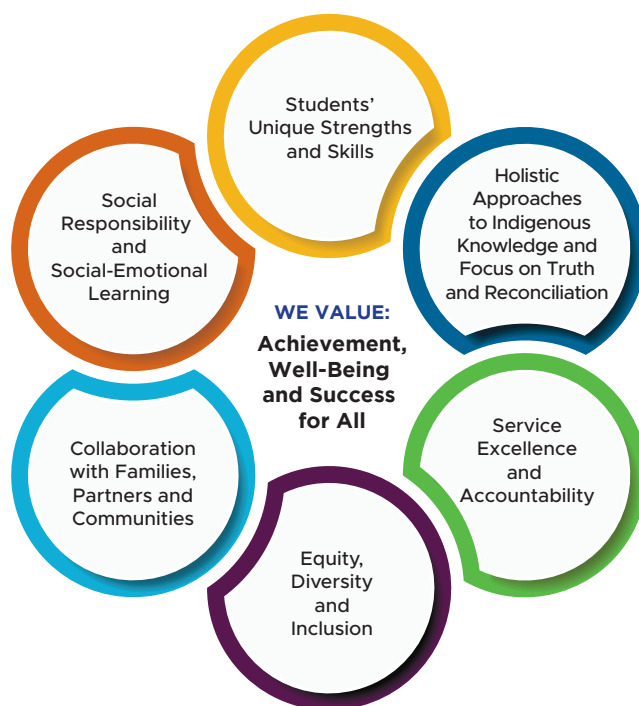 Students'
Unique Strengths
and Skills
Holistic
Approaches
to Indigenous
Knowledge and
Focus on Truth
and Reconciliation
Service
Excellence
and
Accountability
Equity,
Diversity
and
Inclusion
Collaboration
with Families,
Partners and
Communities
Social
Responsibility
and
Social-Emotional
Learning
WE VALUE:
Achievement,
Well-Being
and Success
for All